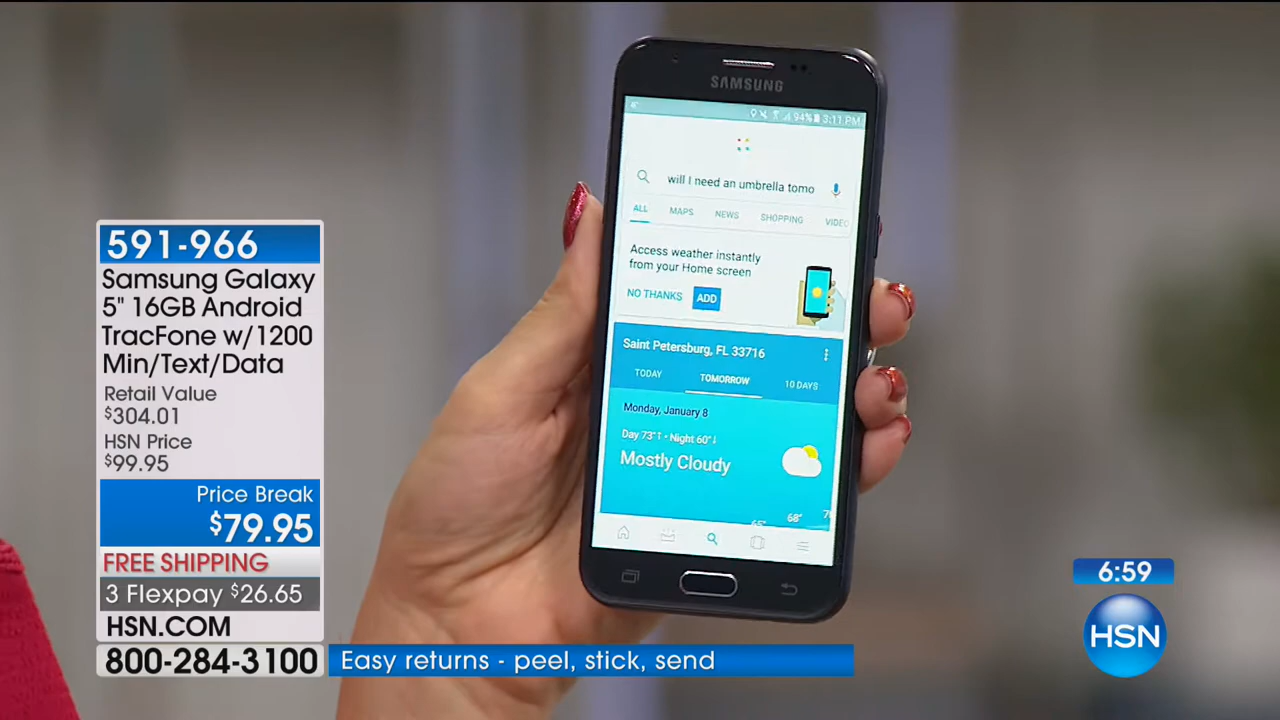 SAMSUNG
94% 3:11 PM
will I need an umbrella tomo
ALL MAPS NEWS SHOPPING VIDEO
Access weather instantly
from your Home screen
NO THANKS ADD
Saint Petersburg, FL 33716
TODAY TOMORROW 10 DAYS
Monday, January 8
Day 73°↑ · Night 60°↓
Mostly Cloudy
65° 68°
591-966
Samsung Galaxy
5" 16GB Android
TracFone w/1200
Min/Text/Data
Retail Value
$304.01
HSN Price
$99.95
Price Break
$79.95
FREE SHIPPING
3 Flexpay $26.65
HSN.COM
800-284-3100
Easy returns - peel, stick, send
6:59
HSN